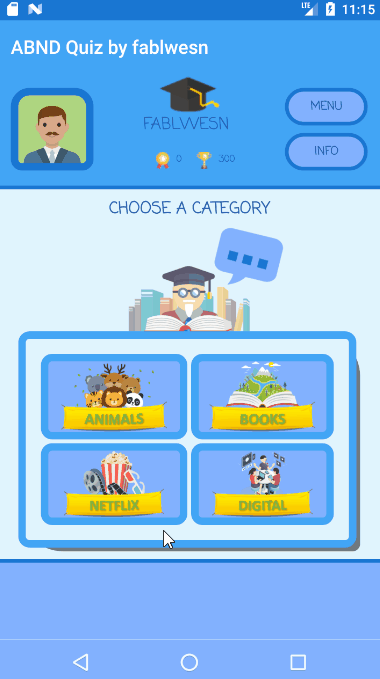 LTE
11:15
ABND Quiz by fablwesn
FABLWESN
0
300
MENU
INFO
CHOOSE A CATEGORY
ANIMALS
BOOKS
NETFLIX
DIGITAL